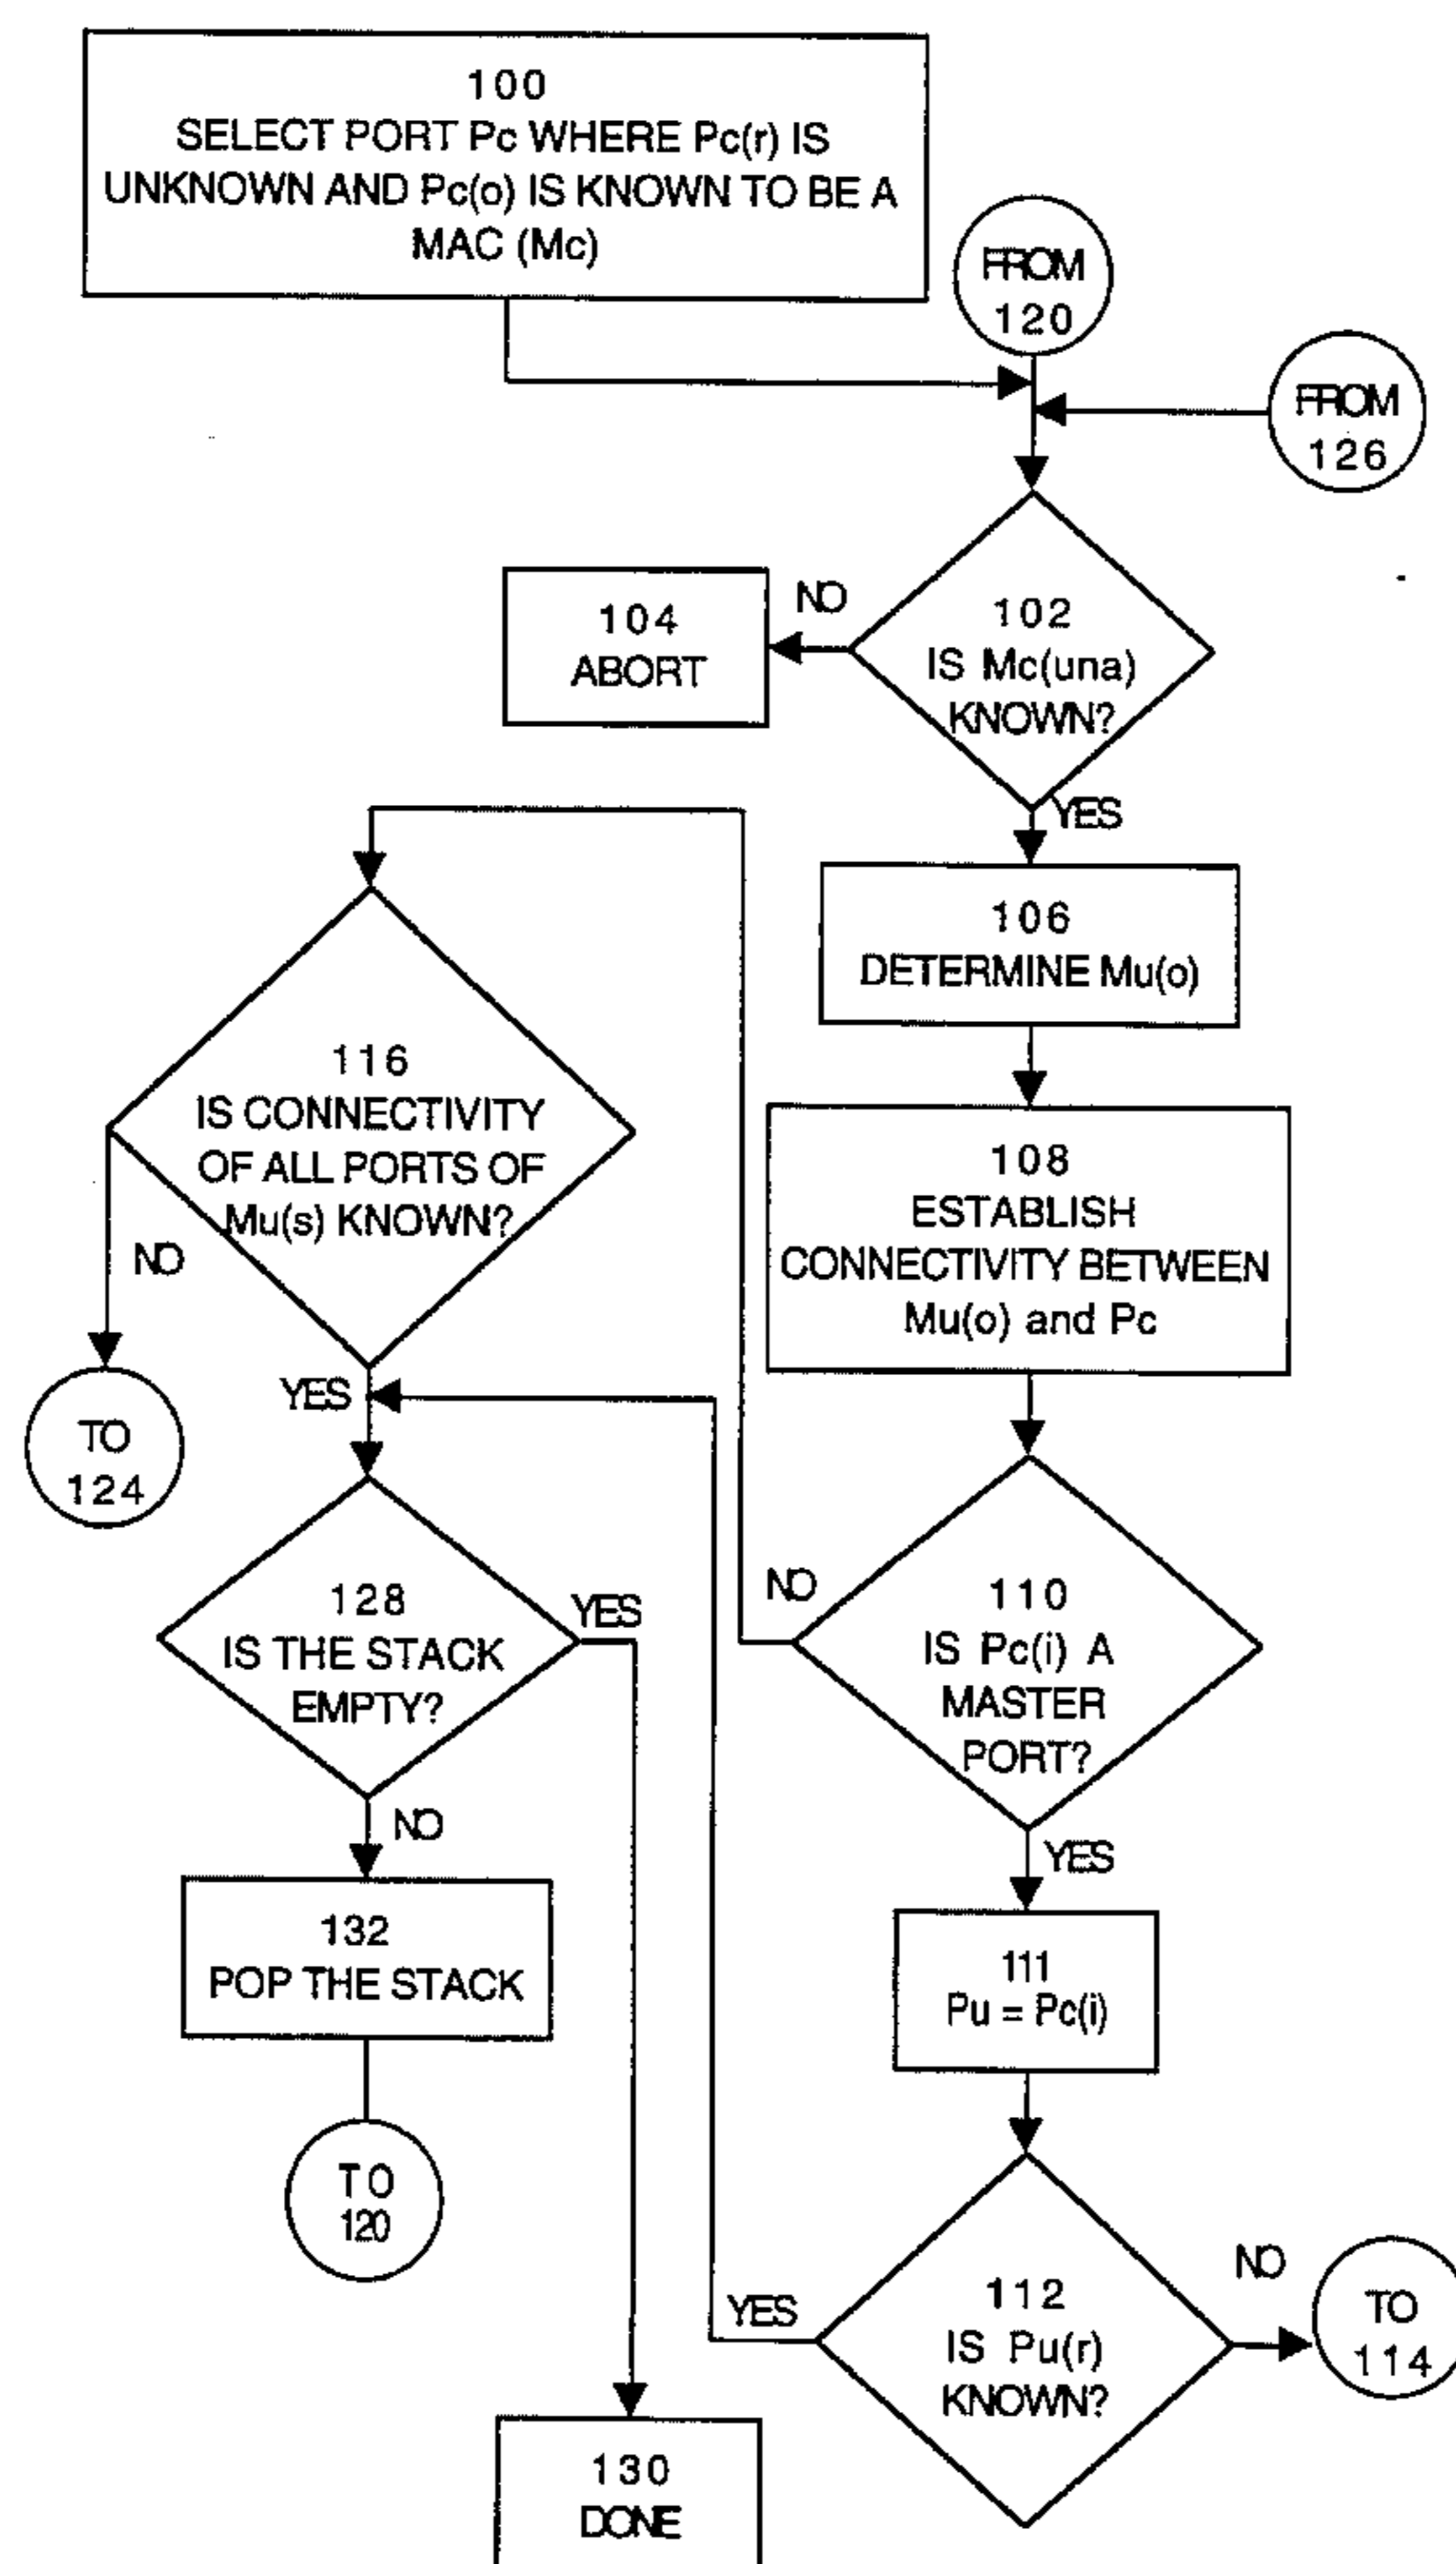 100
SELECT PORT Pc WHERE Pc(r) IS
UNKNOWN AND Pc(o) IS KNOWN TO BE A
MAC (Mc)
FROM
120
FROM
126
102
IS Mc(una)
KNOWN?
NO
104
ABORT
YES
106
DETERMINE Mu(o)
108
ESTABLISH
CONNECTIVITY BETWEEN
Mu(o) and Pc
116
IS CONNECTIVITY
OF ALL PORTS OF
Mu(s) KNOWN?
NO
TO
124
YES
110
IS Pc(i) A
MASTER
PORT?
NO
YES
128
IS THE STACK
EMPTY?
YES
NO
132
POP THE STACK
TO
120
111
Pu = Pc(i)
112
IS Pu(r)
KNOWN?
YES
NO
TO
114
130
DONE